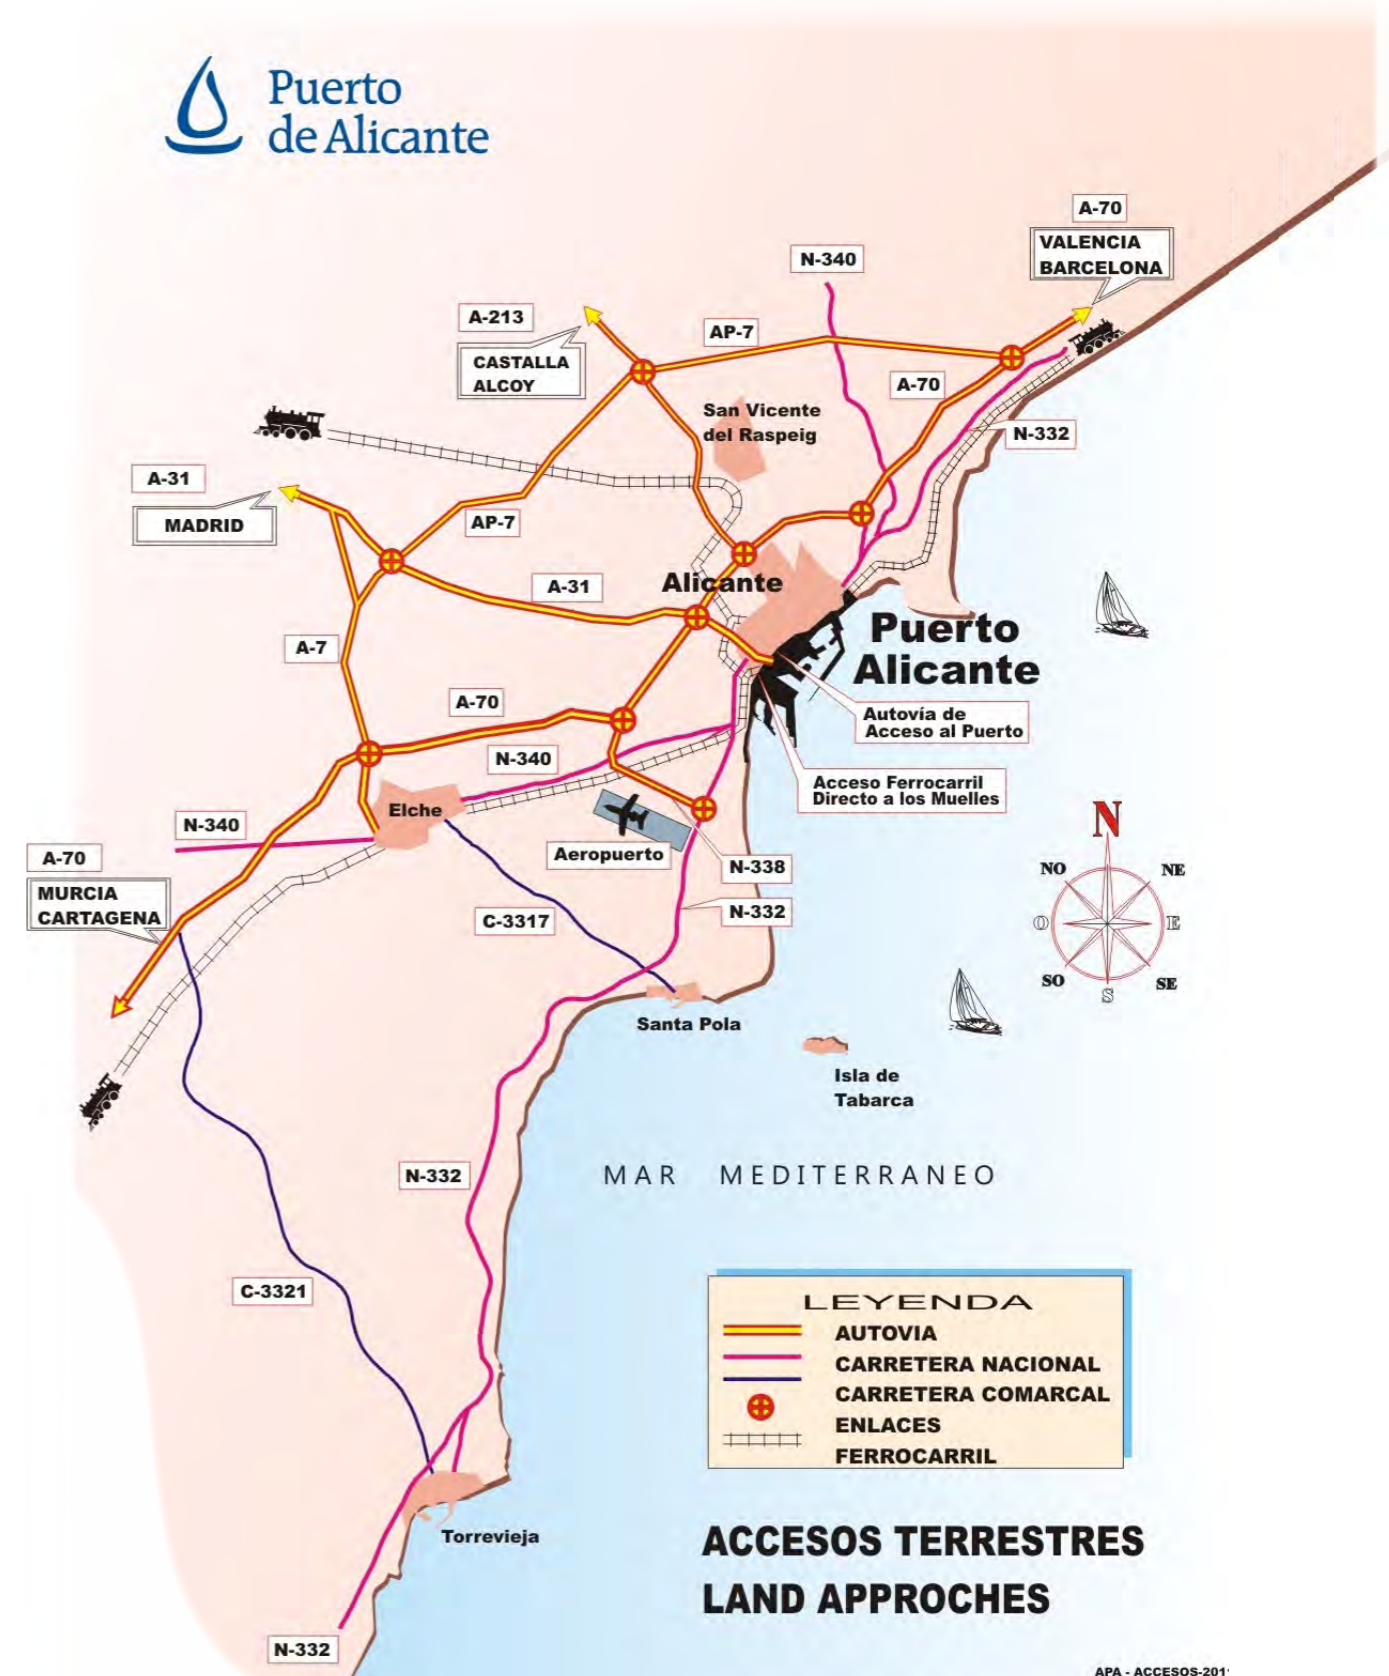 Puerto
de Alicante
A-70
VALENCIA
BARCELONA
N-340
A-213
CASTALLA
ALCOY
AP-7
A-70
San Vicente
del Raspeig
N-332
A-31
MADRID
AP-7
Alicante
A-31
Puerto
Alicante
A-7
A-70
Autovía de
Acceso al Puerto
N-340
Acceso Ferrocarril
Directo a los Muelles
Elche
N-340
Aeropuerto
A-70
MURCIA
CARTAGENA
N-338
N-332
C-3317
N
NO
NE
O
E
SO
SE
S
Santa Pola
Isla de
Tabarca
MAR MEDITERRANEO
N-332
C-3321
LEYENDA
AUTOVIA
CARRETERA NACIONAL
CARRETERA COMARCAL
ENLACES
FERROCARRIL
Torrevieja
ACCESOS TERRESTRES
LAND APPROCHES
N-332
APA - ACCESOS-201